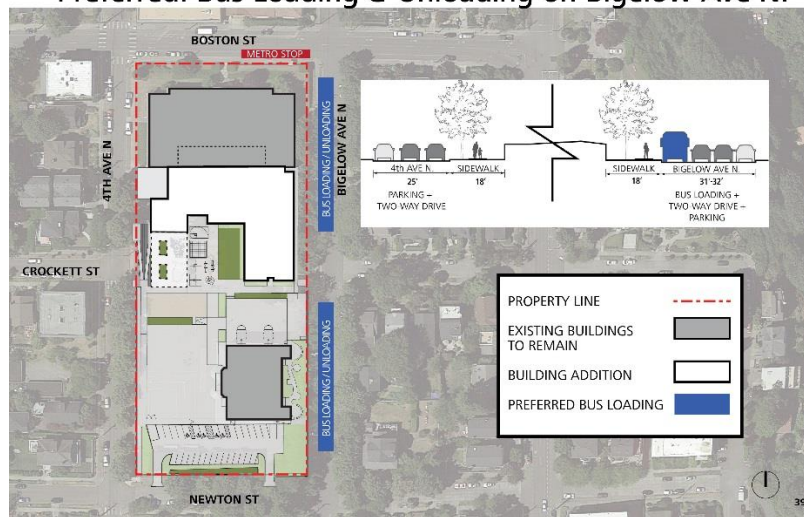 Preferred Bus Loading & Unloading on Bigelow Ave N.
BOSTON ST
METRO STOP
4TH AVE N
BUS LOADING / UNLOADING
BIGELOW AVE N
CROCKETT ST
BUS LOADING / UNLOADING
NEWTON ST
4th AVE N.
SIDEWALK
25'
18'
PARKING +
TWO-WAY DRIVE
SIDEWALK
BIGELOW AVE N.
18'
31'-32'
BUS LOADING +
TWO-WAY DRIVE +
PARKING
PROPERTY LINE
EXISTING BUILDINGS
TO REMAIN
BUILDING ADDITION
PREFERRED BUS LOADING
39